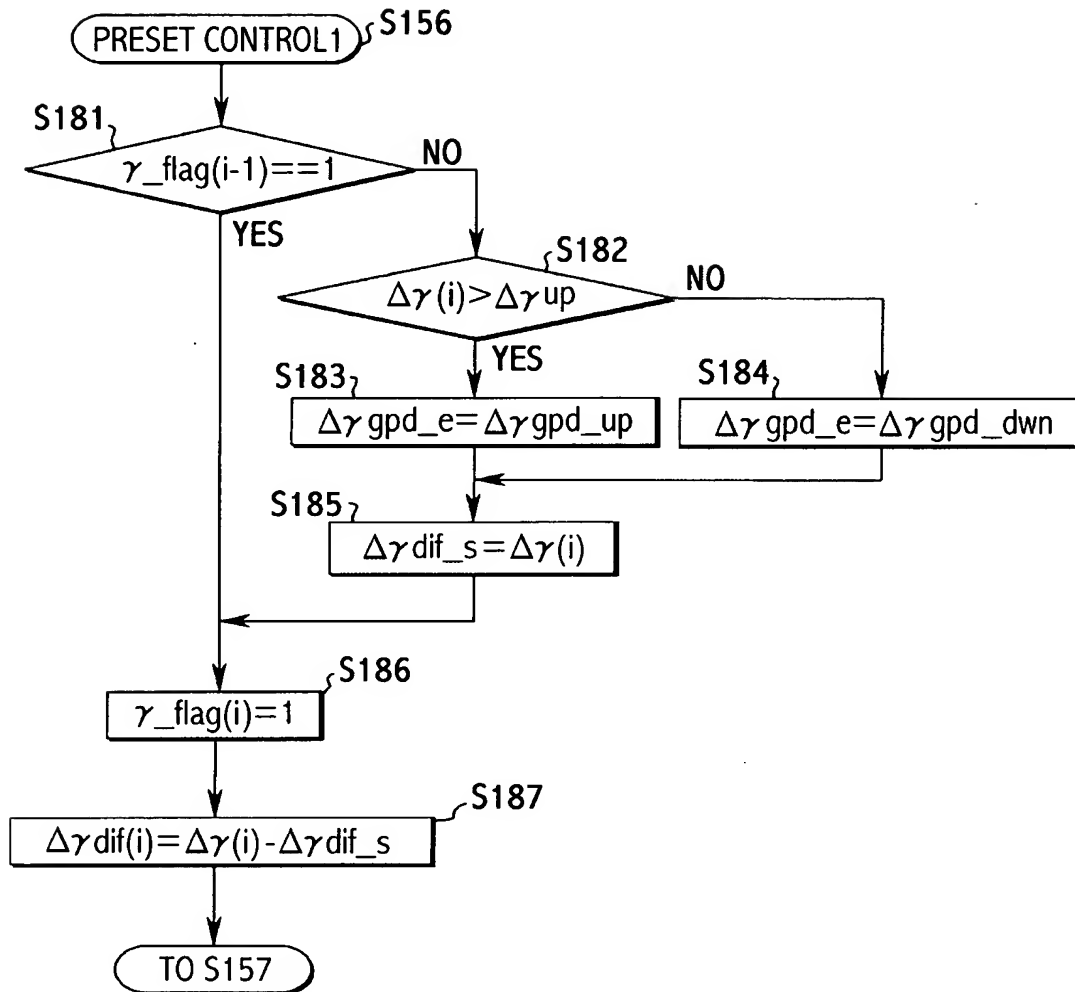 PRESET CONTROL1
S156
S181
γ_flag(i-1)==1
NO
YES
S182
Δγ(i)>Δγup
NO
YES
S183
Δγgpd_e=Δγgpd_up
S184
Δγgpd_e=Δγgpd_dwn
S185
Δγdif_s=Δγ(i)
S186
γ_flag(i)=1
S187
Δγdif(i)=Δγ(i)-Δγdif_s
TO S157